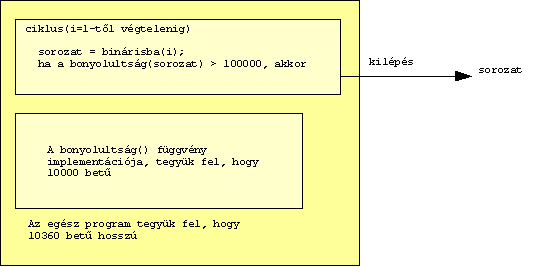 ciklus(i=1-től végtelenig)
sorozat = binárisba(i);
ha a bonyolultság(sorozat) > 100000, akkor
kilépés
sorozat
A bonyolultság() függvény
implementációja, tegyük fel, hogy
10000 betű
Az egész program tegyük fel, hogy
10360 betű hosszú